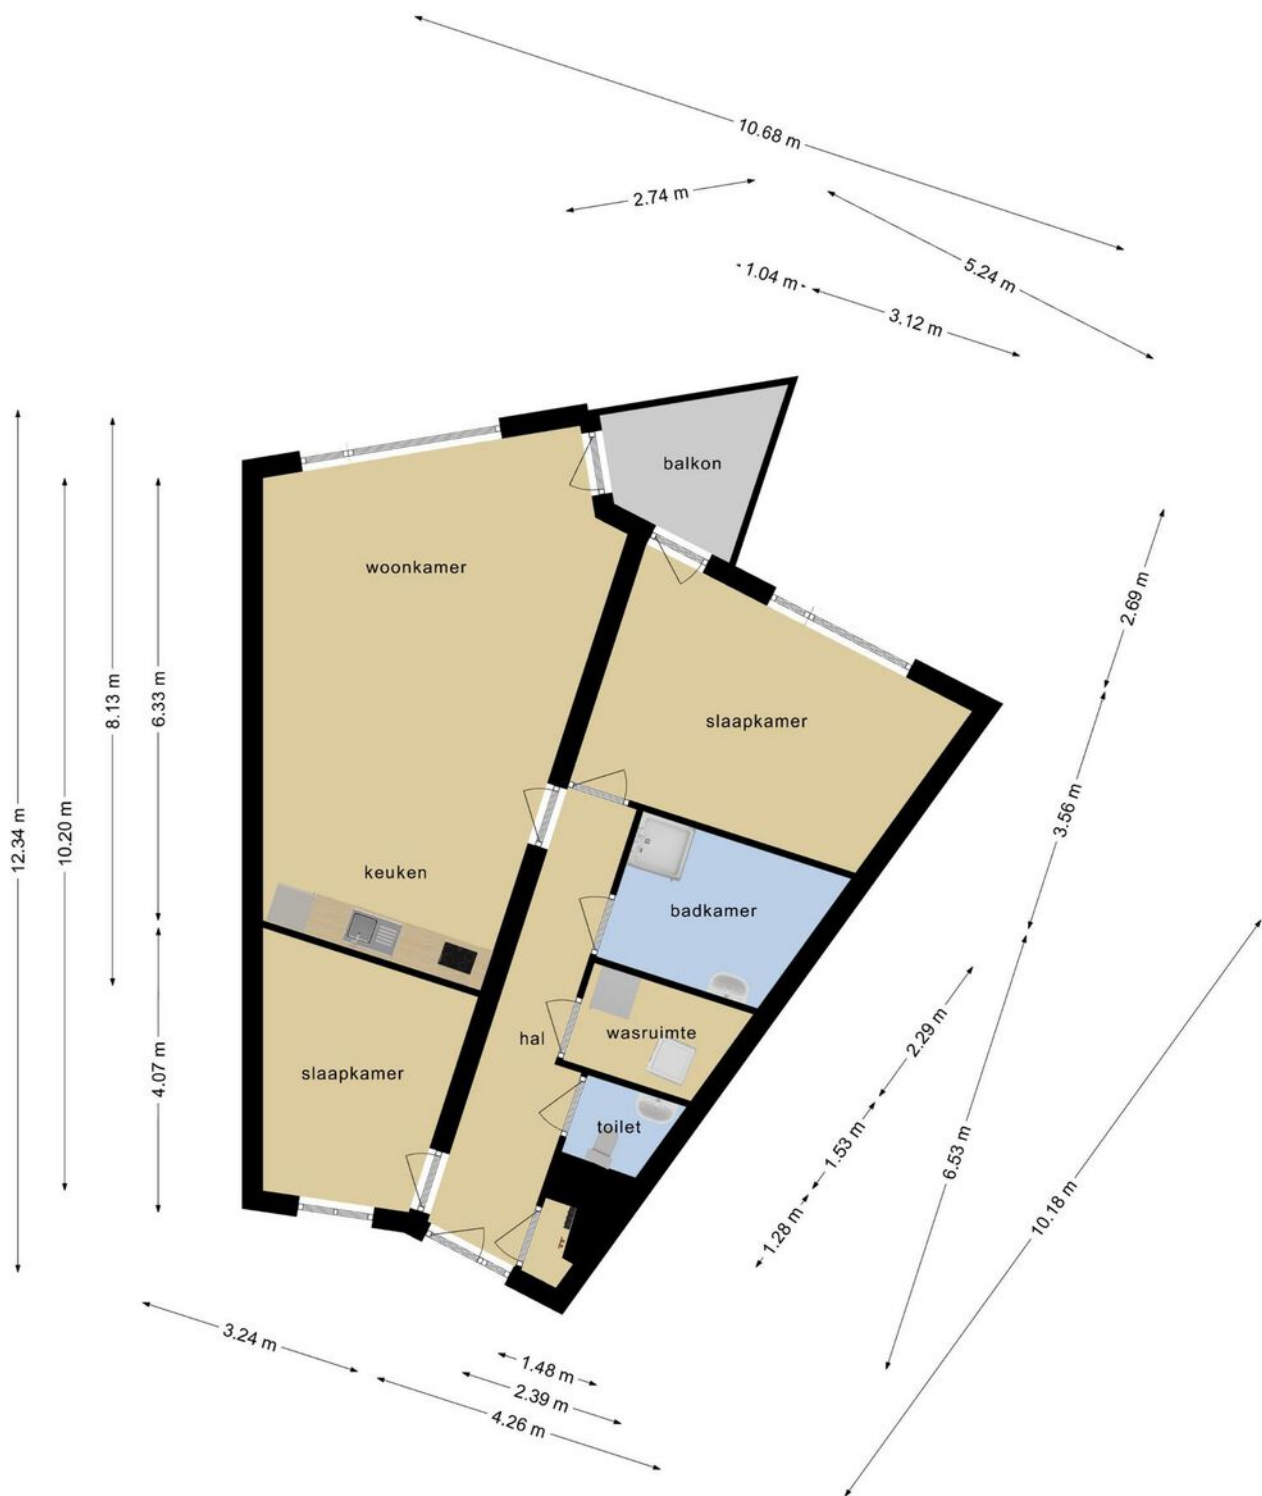 10.68 m
2.74 m
5.24 m
1.04 m
3.12 m
balkon
woonkamer
2.69 m
8.13 m
6.33 m
slaapkamer
3.56 m
12.34 m
10.20 m
keuken
badkamer
hal
wasruimte
2.29 m
4.07 m
slaapkamer
toilet
1.53 m
6.53 m
10.18 m
1.28 m
3.24 m
1.48 m
2.39 m
4.26 m